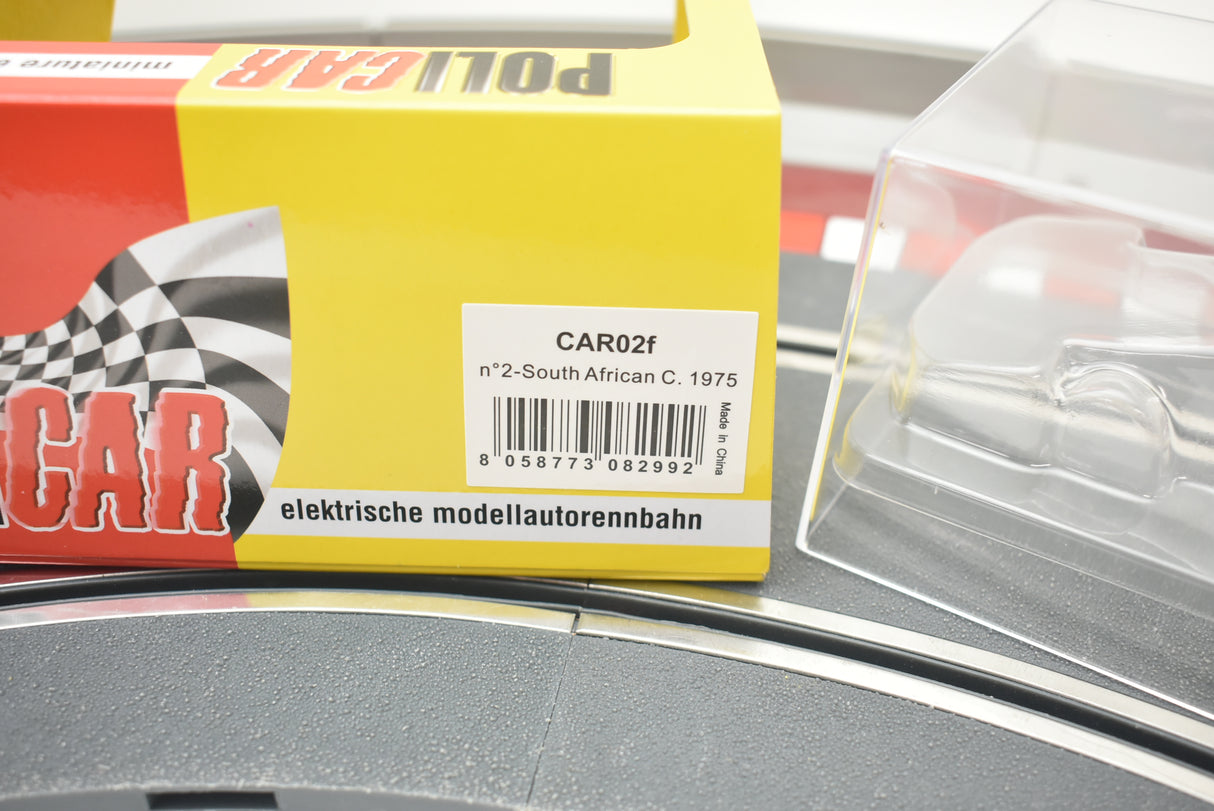 miniature
POLICAR
CAR
CAR02f
n°2-South African C. 1975
Made In China
8 058773 082992
elektrische modellautorennbahn